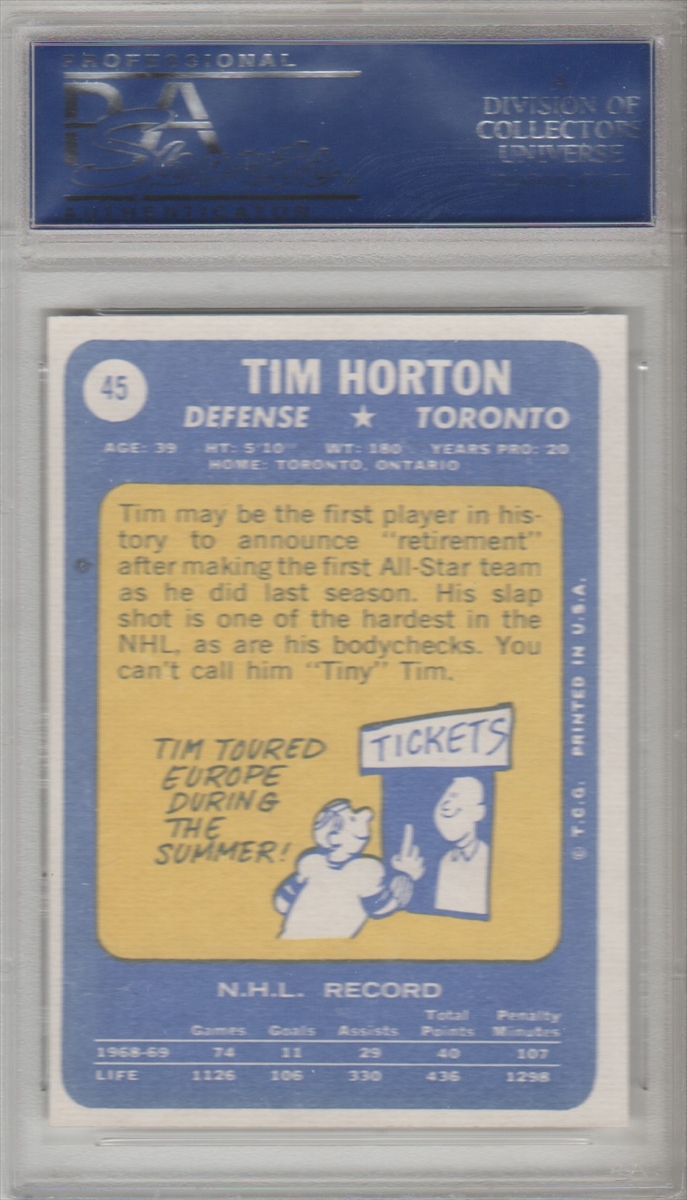 PROFESSIONAL
PSA
AUTHENTICATOR
A
DIVISION OF
COLLECTORS
UNIVERSE
45
TIM HORTON
DEFENSE ★ TORONTO
AGE: 39 HT: 5'10" WT: 180 YEARS PRO: 20
HOME: TORONTO, ONTARIO
Tim may be the first player in his-
tory to announce "retirement"
after making the first All-Star team
as he did last season. His slap
shot is one of the hardest in the
NHL, as are his bodychecks. You
can't call him "Tiny" Tim.
TIM TOURED
EUROPE
DURING
THE
SUMMER!
TICKETS
© T.C.G. PRINTED IN U.S.A.
N.H.L. RECORD
Games Goals Assists Total Points Penalty Minutes
1968-69 74 11 29 40 107
LIFE 1126 106 330 436 1298